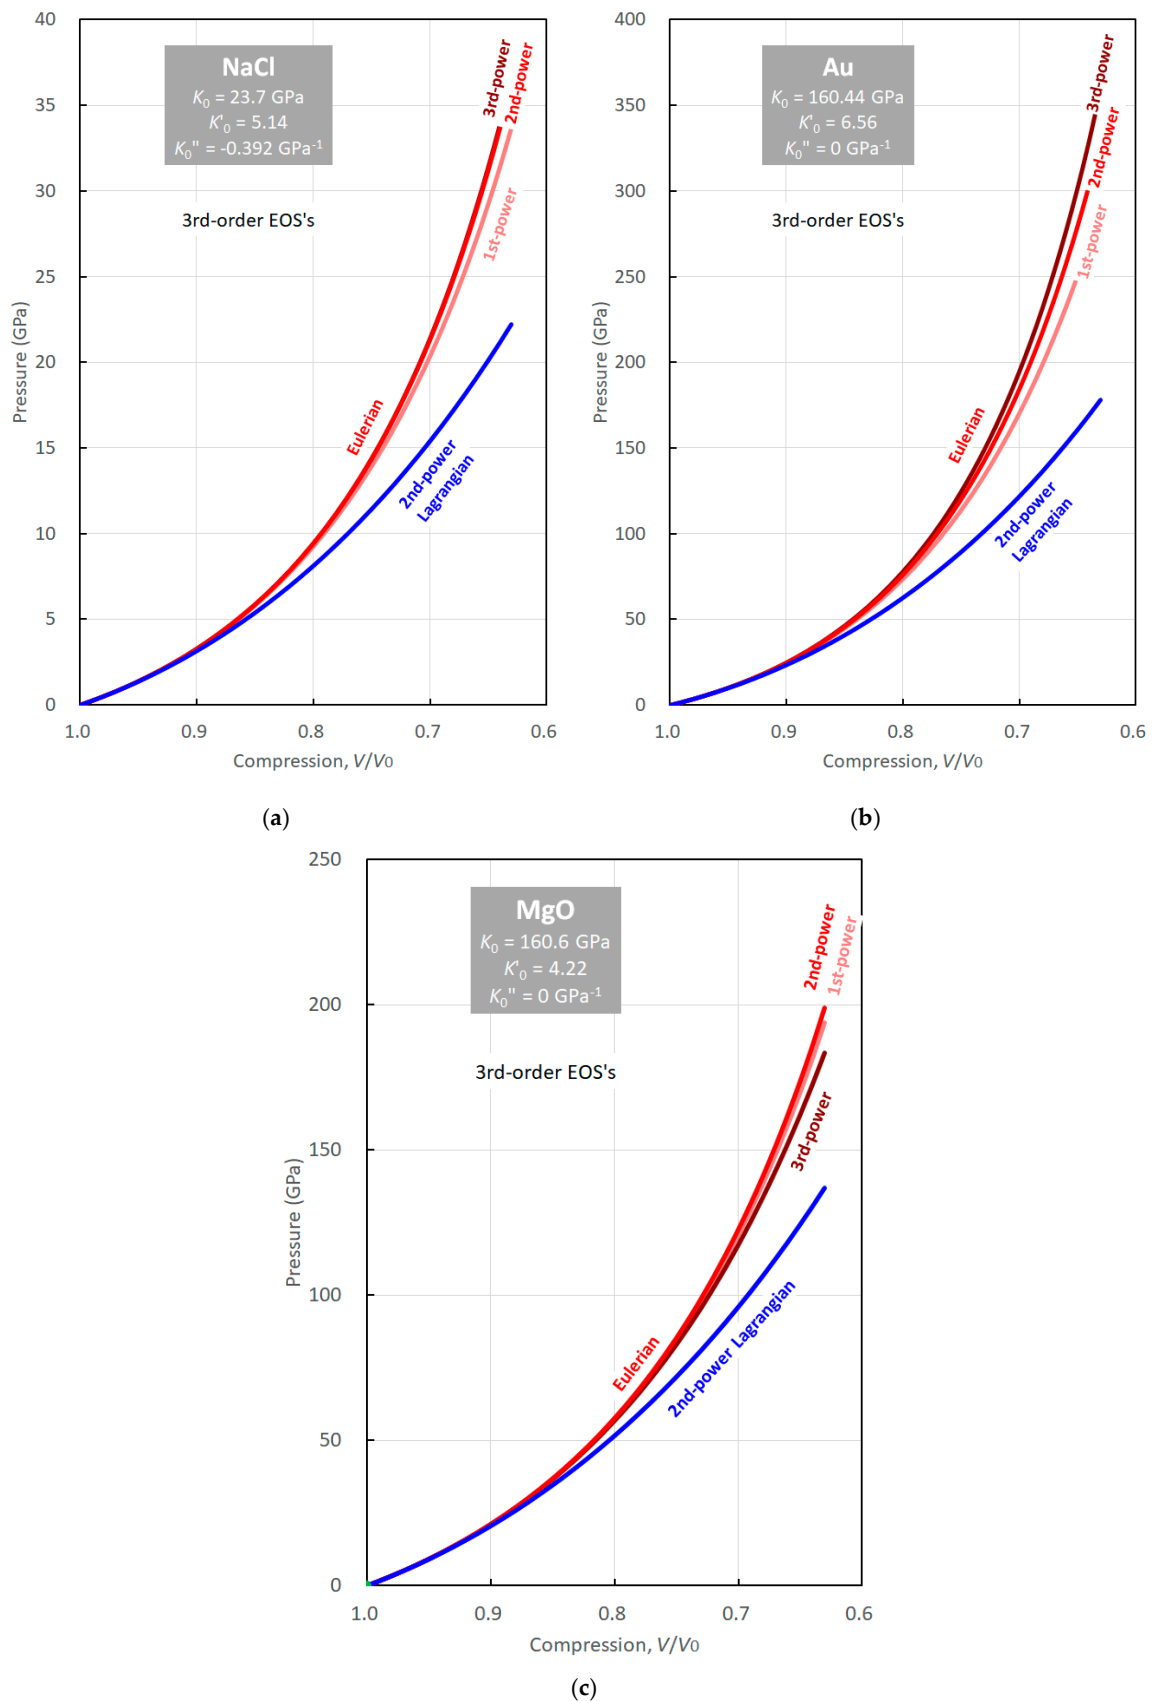 40
35
30
25
20
15
10
5
0
Pressure (GPa)
NaCl
K₀ = 23.7 GPa
K'₀ = 5.14
K₀" = -0.392 GPa⁻¹
3rd-order EOS's
3rd-power
2nd-power
1st-power
Eulerian
2nd-power
Lagrangian
1.0 0.9 0.8 0.7 0.6
Compression, V/V0
(a)
400
350
300
250
200
150
100
50
0
Pressure (GPa)
Au
K₀ = 160.44 GPa
K'₀ = 6.56
K₀" = 0 GPa⁻¹
3rd-order EOS's
3rd-power
2nd-power
1st-power
Eulerian
2nd-power
Lagrangian
1.0 0.9 0.8 0.7 0.6
Compression, V/V0
(b)
250
200
150
100
50
0
Pressure (GPa)
MgO
K₀ = 160.6 GPa
K'₀ = 4.22
K₀" = 0 GPa⁻¹
3rd-order EOS's
2nd-power
1st-power
3rd-power
Eulerian
2nd-power Lagrangian
1.0 0.9 0.8 0.7 0.6
Compression, V/V0
(c)